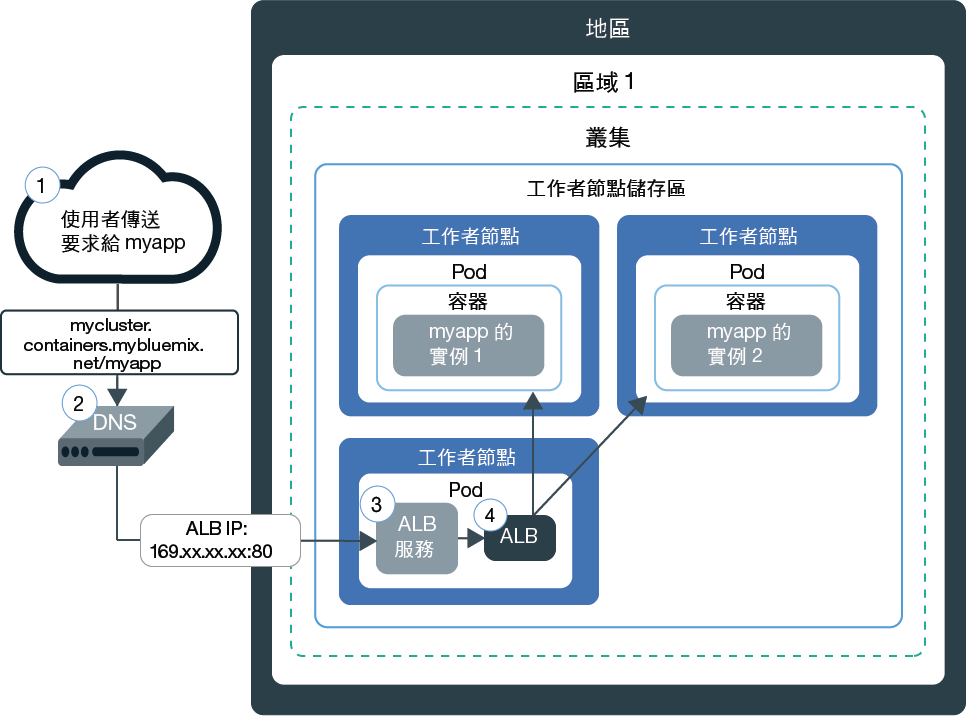 地區
區域 1
叢集
工作者節點儲存區
1
使用者傳送
要求給 myapp
mycluster.
containers.mybluemix.
net/myapp
2
DNS
ALB IP:
169.xx.xx.xx:80
工作者節點
Pod
容器
myapp 的
實例 1
工作者節點
Pod
容器
myapp 的
實例 2
工作者節點
Pod
3
ALB
服務
4
ALB